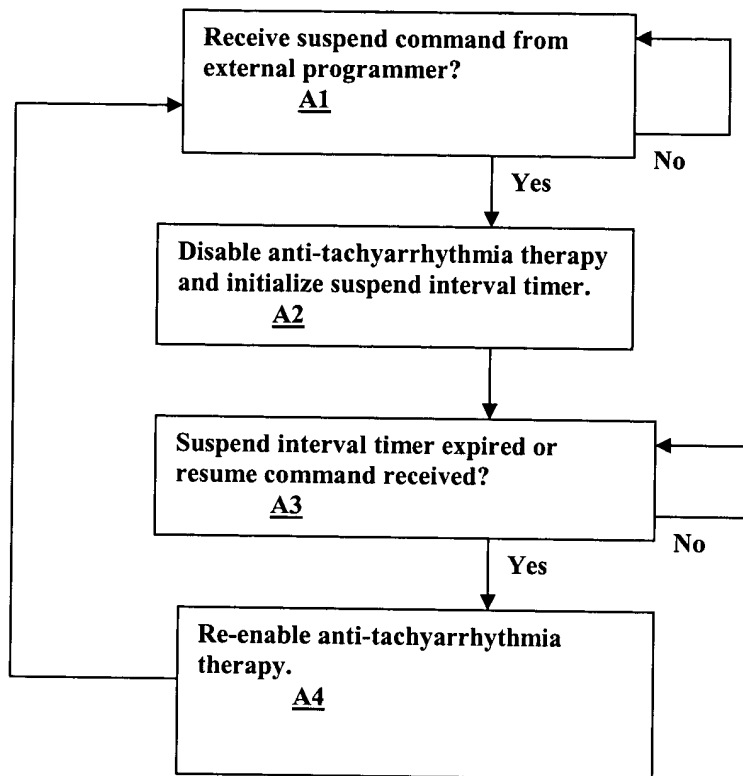 Receive suspend command from
external programmer?
A1
No
Yes
Disable anti-tachyarrhythmia therapy
and initialize suspend interval timer.
A2
Suspend interval timer expired or
resume command received?
A3
No
Yes
Re-enable anti-tachyarrhythmia
therapy.
A4